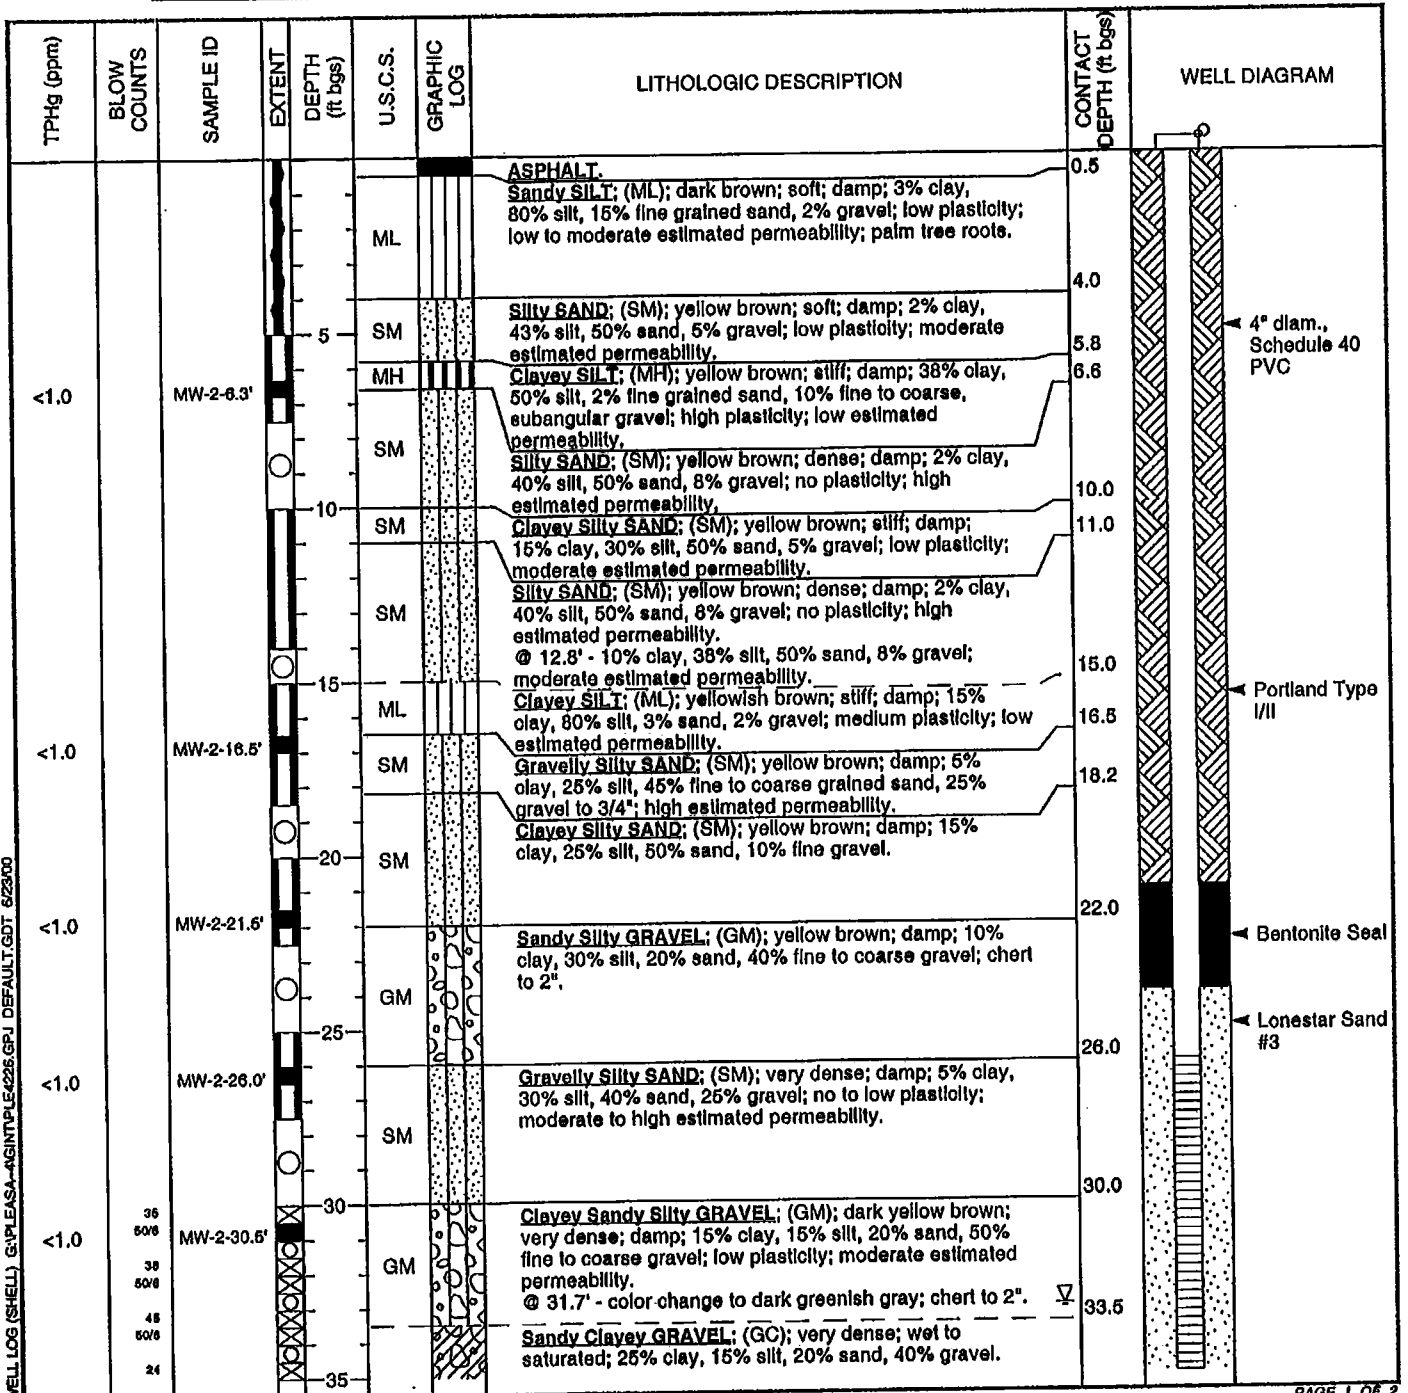 TPHg (ppm)
BLOW COUNTS
SAMPLE ID
EXTENT
DEPTH (ft bgs)
U.S.C.S.
GRAPHIC LOG
LITHOLOGIC DESCRIPTION
CONTACT DEPTH (ft bgs)
WELL DIAGRAM
ASPHALT.
0.5
Sandy SILT; (ML); dark brown; soft; damp; 3% clay,
80% silt, 15% fine grained sand, 2% gravel; low plasticity;
low to moderate estimated permeability; palm tree roots.
ML
4.0
Silty SAND; (SM); yellow brown; soft; damp; 2% clay,
43% silt, 50% sand, 5% gravel; low plasticity; moderate
estimated permeability.
SM
5
5.8
4" diam.,
Schedule 40
PVC
MH
Clayey SILT; (MH); yellow brown; stiff; damp; 38% clay,
50% silt, 2% fine grained sand, 10% fine to coarse,
subangular gravel; high plasticity; low estimated
permeability.
6.6
<1.0
MW-2-6.3'
SM
Silty SAND; (SM); yellow brown; dense; damp; 2% clay,
40% silt, 50% sand, 8% gravel; no plasticity; high
estimated permeability.
10.0
10
SM
Clayey Silty SAND; (SM); yellow brown; stiff; damp;
15% clay, 30% silt, 50% sand, 5% gravel; low plasticity;
moderate estimated permeability.
11.0
SM
Silty SAND; (SM); yellow brown; dense; damp; 2% clay,
40% silt, 50% sand, 8% gravel; no plasticity; high
estimated permeability.
@ 12.8' - 10% clay, 38% silt, 50% sand, 8% gravel;
moderate estimated permeability.
15.0
15
ML
Clayey SILT; (ML); yellowish brown; stiff; damp; 15%
clay, 80% silt, 3% sand, 2% gravel; medium plasticity; low
estimated permeability.
16.5
Portland Type
I/II
<1.0
MW-2-16.5'
SM
Gravelly Silty SAND; (SM); yellow brown; damp; 5%
clay, 25% silt, 45% fine to coarse grained sand, 25%
gravel to 3/4"; high estimated permeability.
18.2
Clayey Silty SAND; (SM); yellow brown; damp; 15%
clay, 25% silt, 50% sand, 10% fine gravel.
20
SM
22.0
<1.0
MW-2-21.5'
Sandy Silty GRAVEL; (GM); yellow brown; damp; 10%
clay, 30% silt, 20% sand, 40% fine to coarse gravel; chert
to 2".
Bentonite Seal
GM
25
Lonestar Sand
#3
26.0
<1.0
MW-2-26.0'
Gravelly Silty SAND; (SM); very dense; damp; 5% clay,
30% silt, 40% sand, 25% gravel; no to low plasticity;
moderate to high estimated permeability.
SM
30.0
30
35
50/6
<1.0
MW-2-30.5'
Clayey Sandy Silty GRAVEL; (GM); dark yellow brown;
very dense; damp; 15% clay, 15% silt, 20% sand, 50%
fine to coarse gravel; low plasticity; moderate estimated
permeability.
@ 31.7' - color change to dark greenish gray; chert to 2".
38
50/6
GM
33.5
45
50/6
Sandy Clayey GRAVEL; (GC); very dense; wet to
saturated; 25% clay, 15% silt, 20% sand, 40% gravel.
24
35
WELL LOG (SHELL) G:\PLEASA~4\GINT\PLE4226.GPJ DEFAULT.GDT 6/23/00
PAGE 1 OF 2